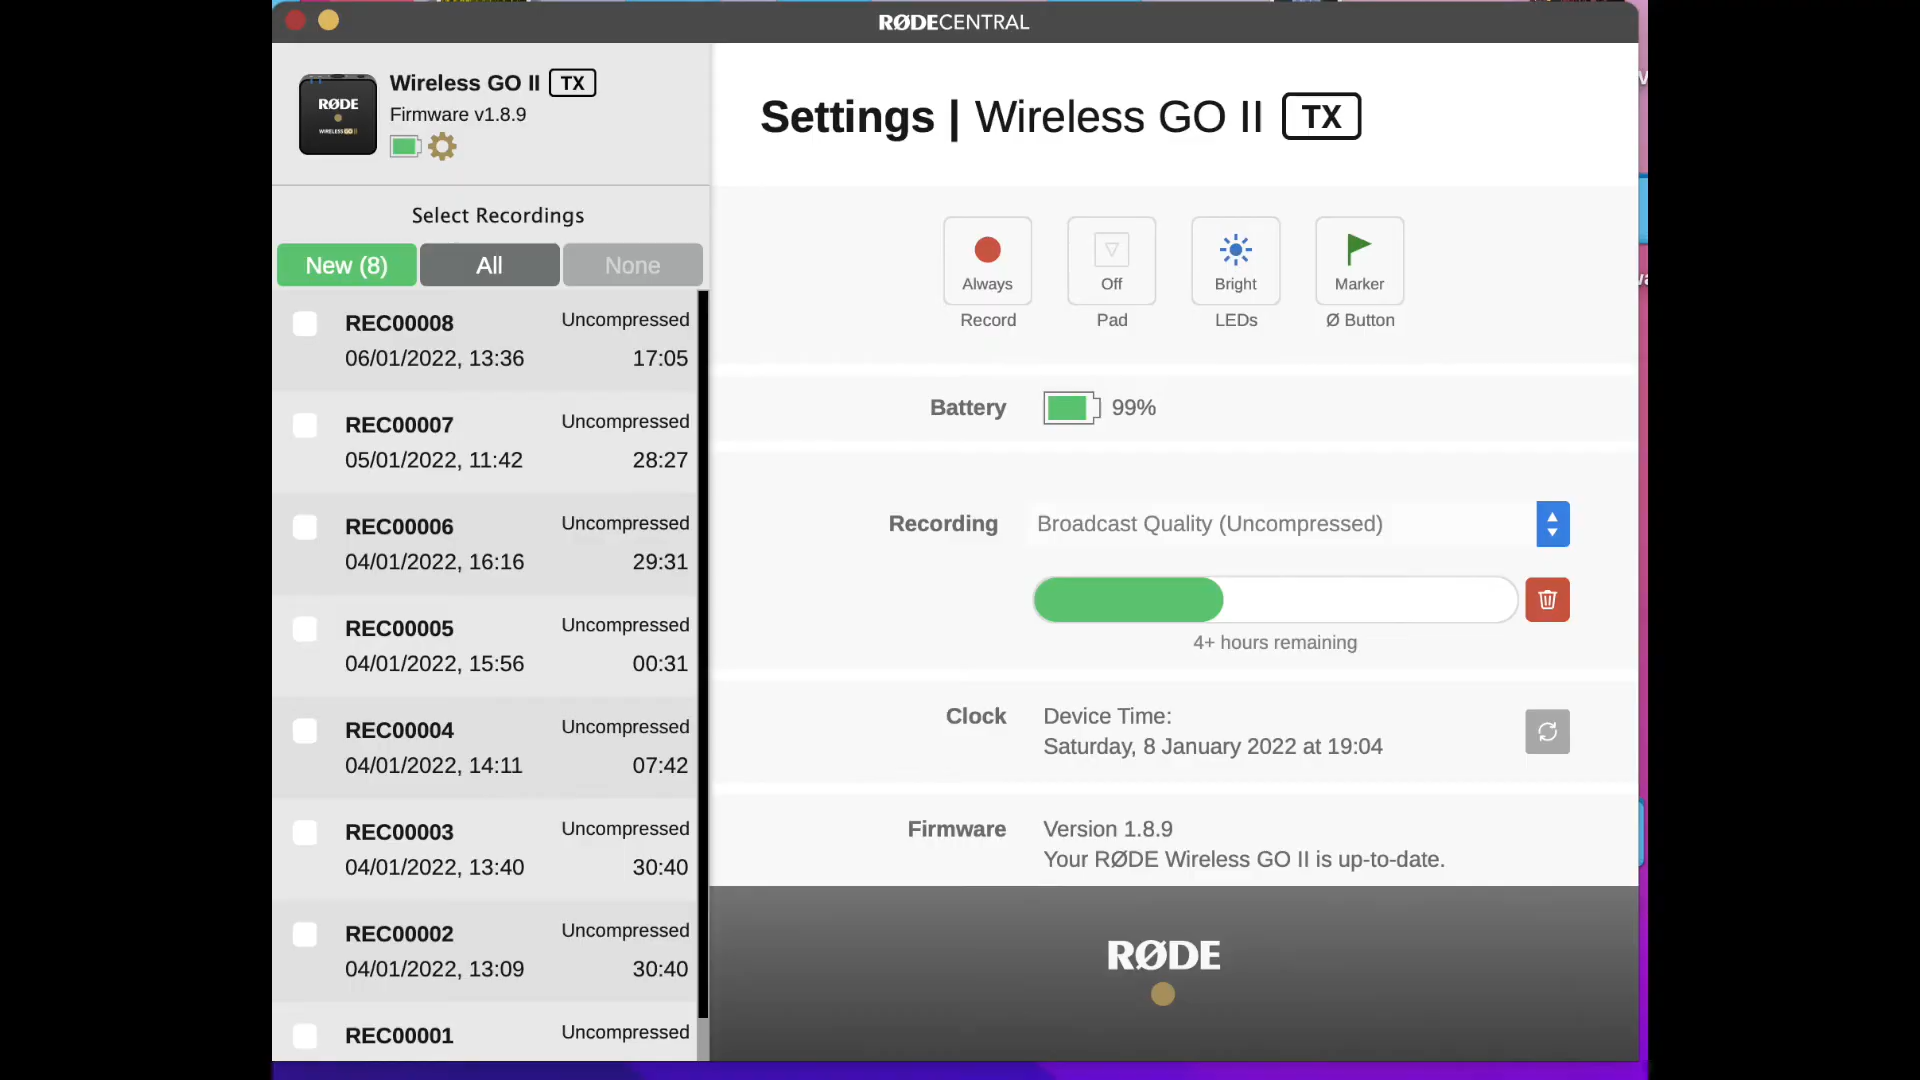 RØDECENTRAL
RØDE
WIRELESS GO II
Wireless GO II TX
Firmware v1.8.9
Select Recordings
New (8) All None
REC00008 Uncompressed
06/01/2022, 13:36 17:05
REC00007 Uncompressed
05/01/2022, 11:42 28:27
REC00006 Uncompressed
04/01/2022, 16:16 29:31
REC00005 Uncompressed
04/01/2022, 15:56 00:31
REC00004 Uncompressed
04/01/2022, 14:11 07:42
REC00003 Uncompressed
04/01/2022, 13:40 30:40
REC00002 Uncompressed
04/01/2022, 13:09 30:40
REC00001 Uncompressed
Settings | Wireless GO II TX
Always Off Bright Marker
Record Pad LEDs Ø Button
Battery 99%
Recording Broadcast Quality (Uncompressed)
4+ hours remaining
Clock Device Time:
Saturday, 8 January 2022 at 19:04
Firmware Version 1.8.9
Your RØDE Wireless GO II is up-to-date.
RØDE